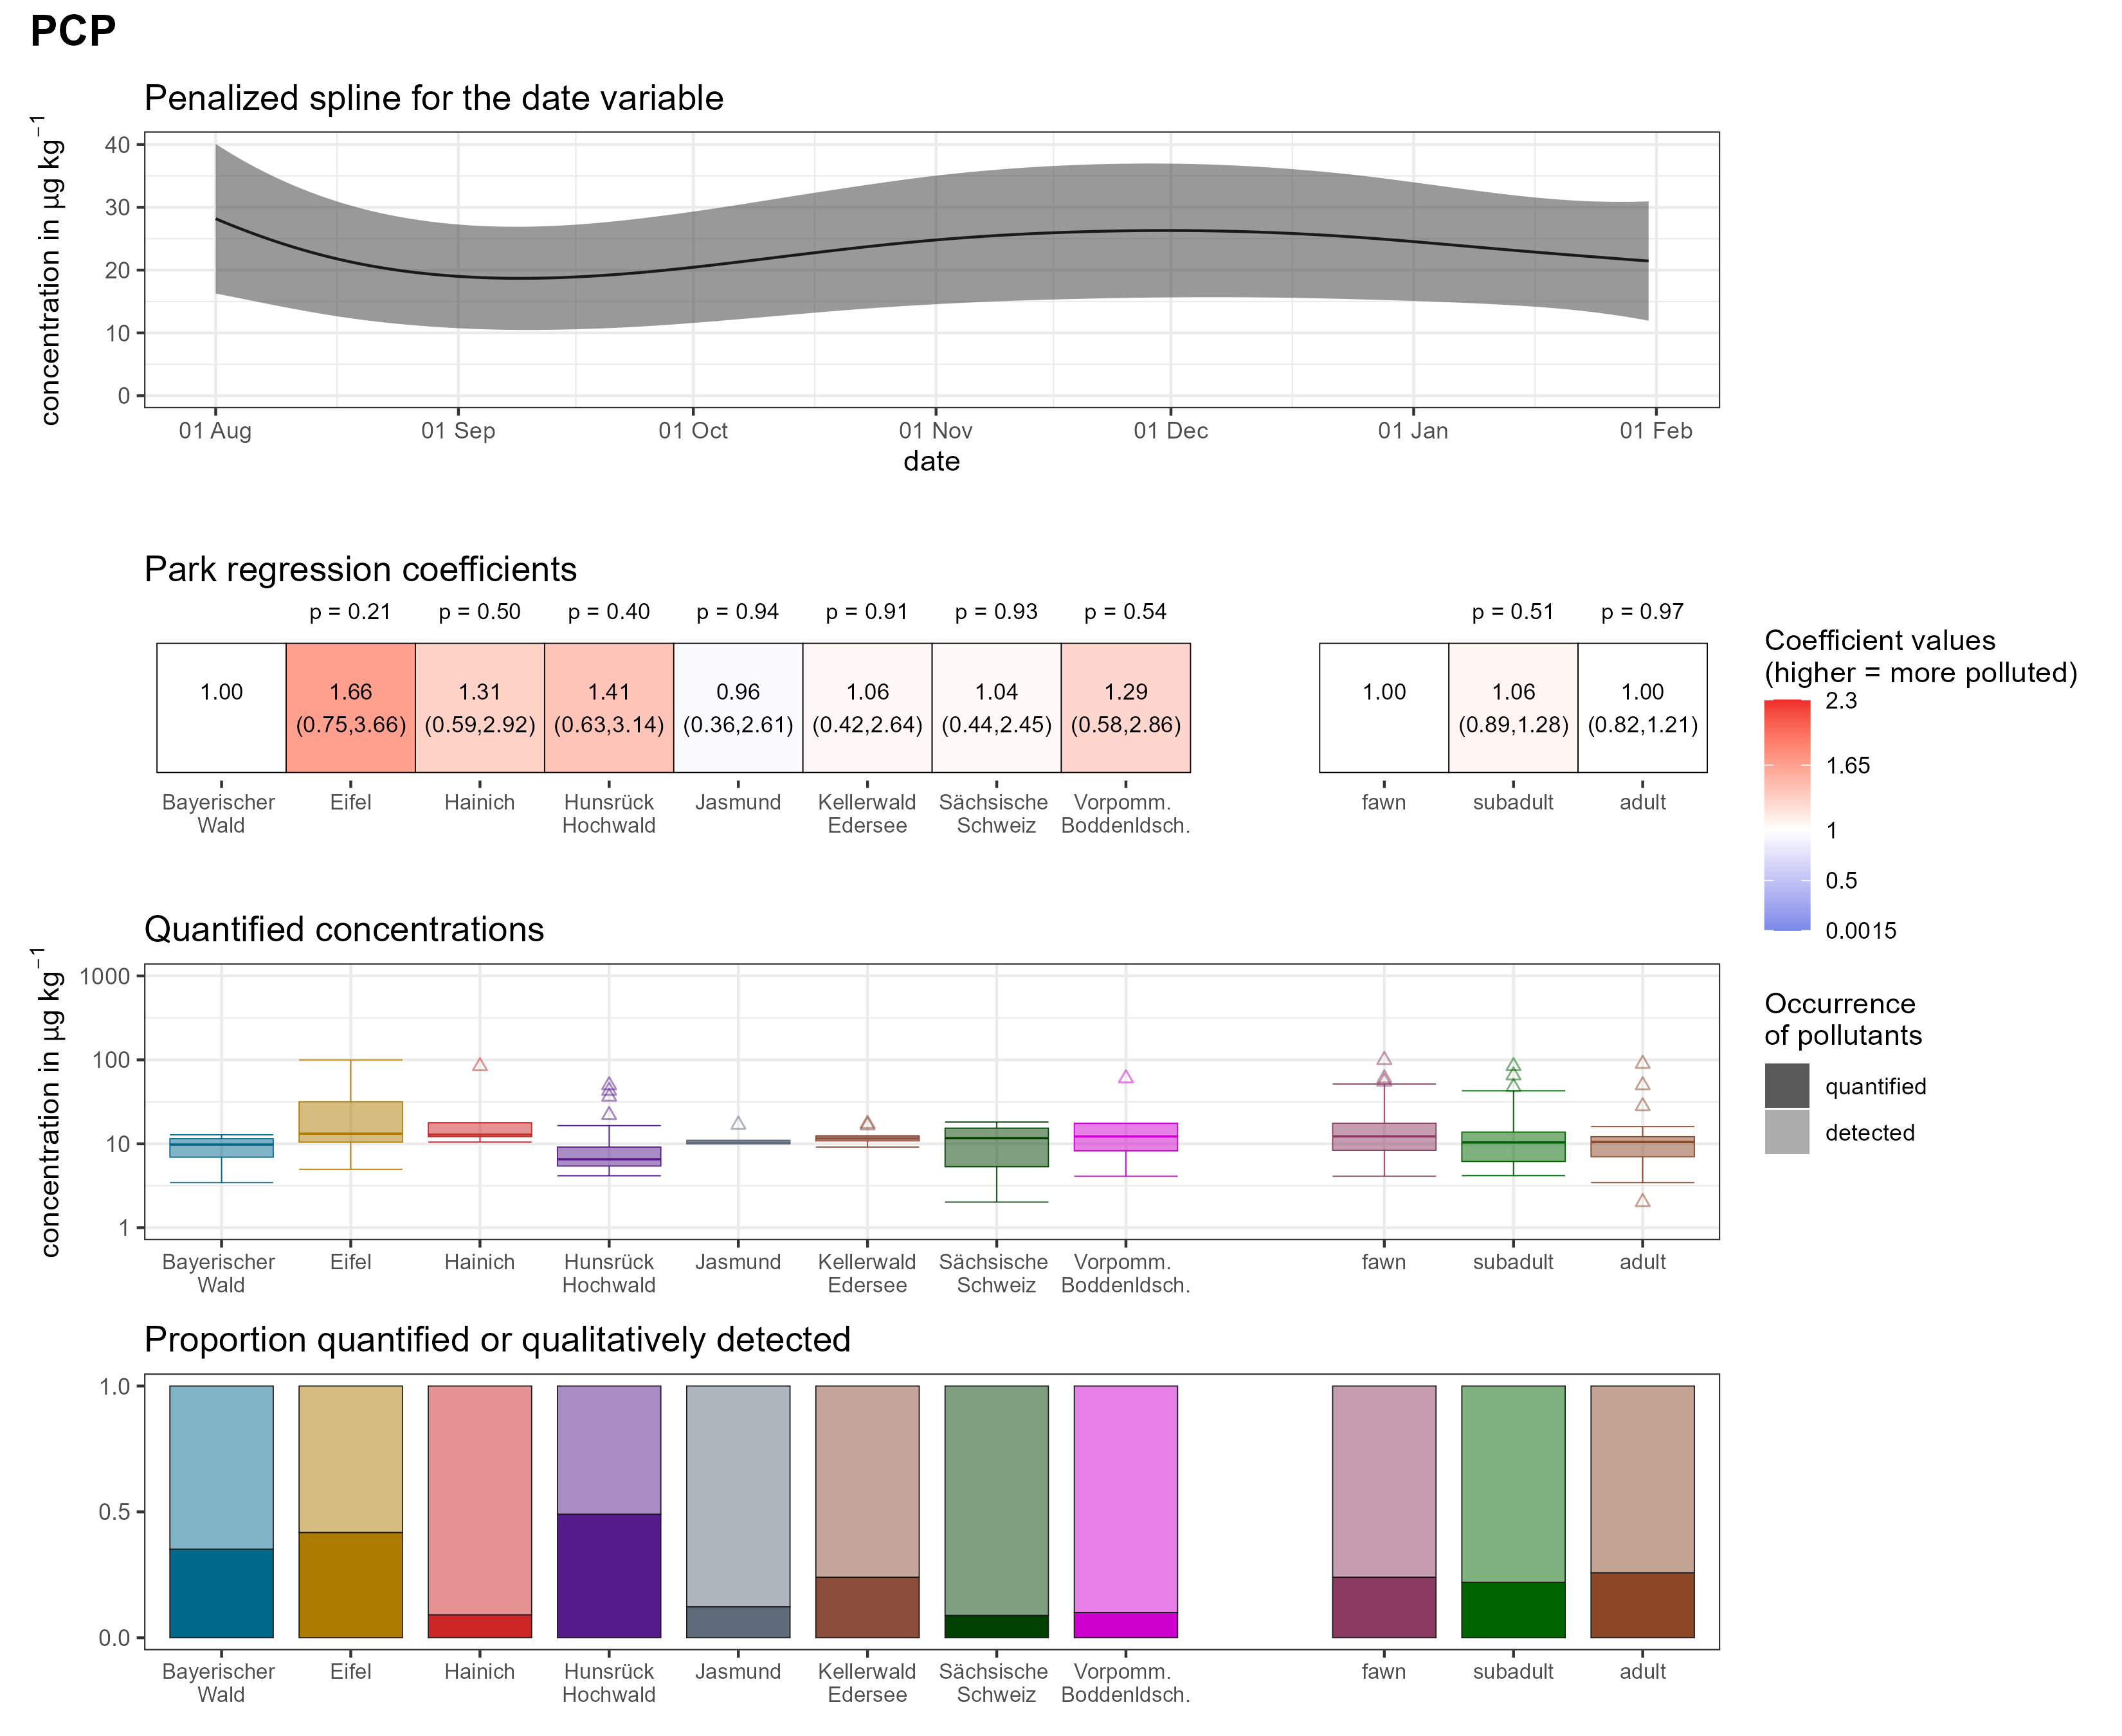 PCP
Penalized spline for the date variable
concentration in µg kg⁻¹
40
30
20
10
0
01 Aug 01 Sep 01 Oct 01 Nov 01 Dec 01 Jan 01 Feb
date
Park regression coefficients
p = 0.21 p = 0.50 p = 0.40 p = 0.94 p = 0.91 p = 0.93 p = 0.54 p = 0.51 p = 0.97
1.00 1.66 1.31 1.41 0.96 1.06 1.04 1.29 1.00 1.06 1.00
(0.75,3.66) (0.59,2.92) (0.63,3.14) (0.36,2.61) (0.42,2.64) (0.44,2.45) (0.58,2.86) (0.89,1.28) (0.82,1.21)
Bayerischer Eifel Hainich Hunsrück Jasmund Kellerwald Sächsische Vorpomm. fawn subadult adult
Wald Hochwald Edersee Schweiz Boddenldsch.
Coefficient values
(higher = more polluted)
2.3
1.65
1
0.5
0.0015
Quantified concentrations
concentration in µg kg⁻¹
1000
100
10
1
Bayerischer Eifel Hainich Hunsrück Jasmund Kellerwald Sächsische Vorpomm. fawn subadult adult
Wald Hochwald Edersee Schweiz Boddenldsch.
Occurrence
of pollutants
quantified
detected
Proportion quantified or qualitatively detected
1.0
0.5
0.0
Bayerischer Eifel Hainich Hunsrück Jasmund Kellerwald Sächsische Vorpomm. fawn subadult adult
Wald Hochwald Edersee Schweiz Boddenldsch.